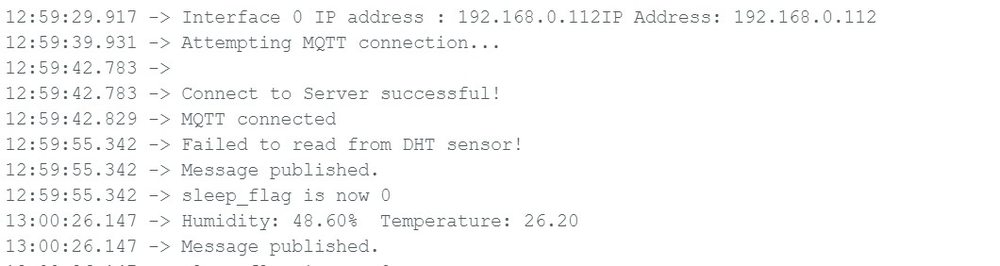 12:59:29.917 -> Interface 0 IP address : 192.168.0.112IP Address: 192.168.0.112
12:59:39.931 -> Attempting MQTT connection...
12:59:42.783 ->
12:59:42.783 -> Connect to Server successful!
12:59:42.829 -> MQTT connected
12:59:55.342 -> Failed to read from DHT sensor!
12:59:55.342 -> Message published.
12:59:55.342 -> sleep_flag is now 0
13:00:26.147 -> Humidity: 48.60%  Temperature: 26.20
13:00:26.147 -> Message published.